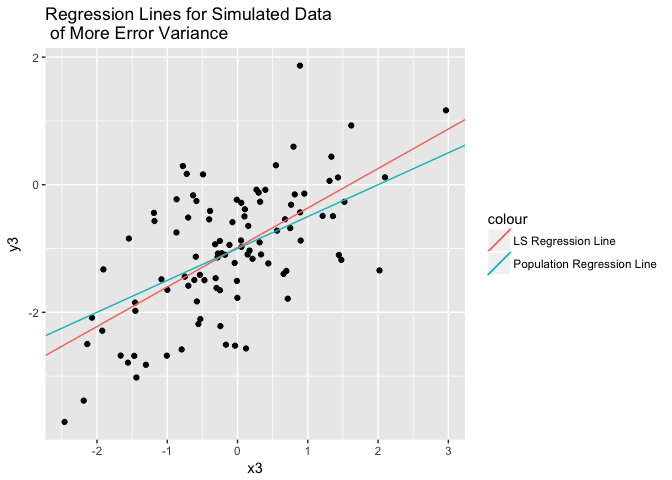 Regression Lines for Simulated Data
of More Error Variance
2
0
-2
y3
-2
-1
0
1
2
3
x3
colour
LS Regression Line
Population Regression Line